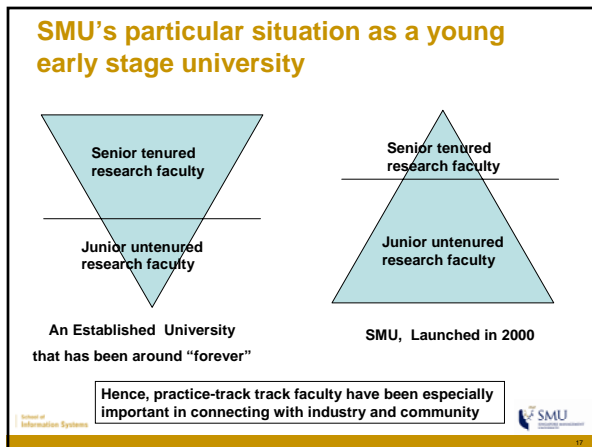 SMU's particular situation as a young
early stage university
Senior tenured
research faculty
Junior untenured
research faculty
An Established University
that has been around "forever"
Senior tenured
research faculty
Junior untenured
research faculty
SMU, Launched in 2000
Hence, practice-track track faculty have been especially
important in connecting with industry and community
School of
Information Systems
SMU
SINGAPORE MANAGEMENT
UNIVERSITY
17